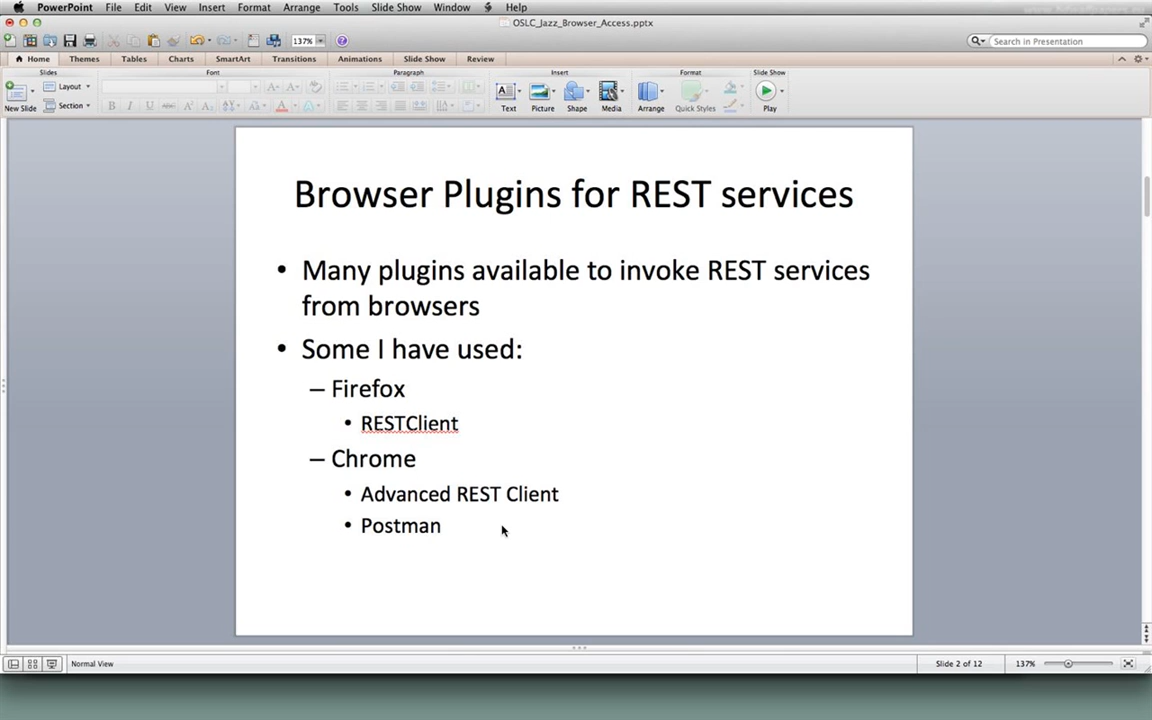 PowerPoint File Edit View Insert Format Arrange Tools Slide Show Window Help
OSLC_Jazz_Browser_Access.pptx
137% Search in Presentation
Home Themes Tables Charts SmartArt Transitions Animations Slide Show Review
Slides Font Paragraph Insert Format Slide Show
Layout
New Slide Section Text Picture Shape Media Arrange Quick Styles Play
Browser Plugins for REST services
• Many plugins available to invoke REST services
from browsers
• Some I have used:
– Firefox
• RESTClient
– Chrome
• Advanced REST Client
• Postman
Normal View Slide 2 of 12 137%